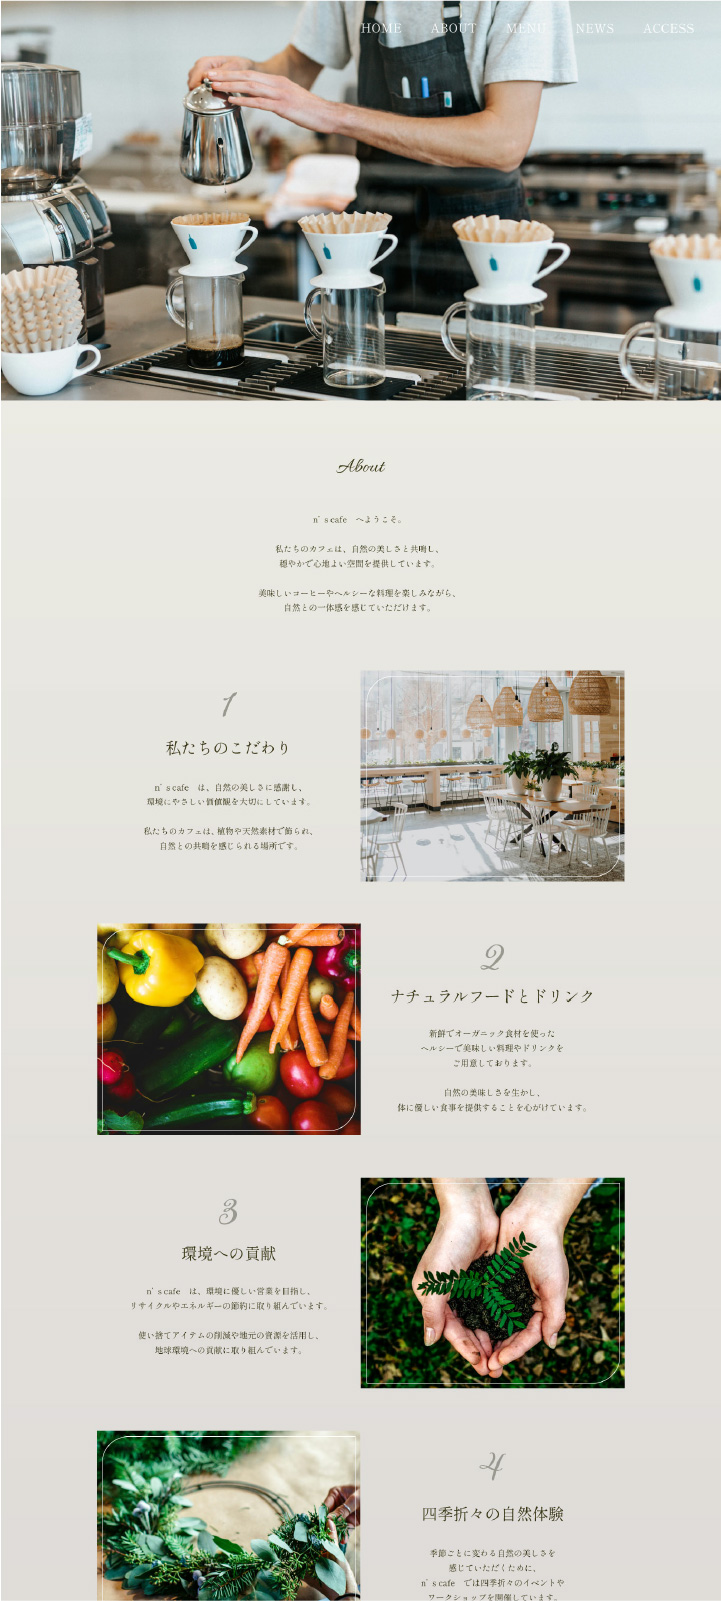 HOME ABOUT MENU NEWS ACCESS
About
n’s cafe　へようこそ。
私たちのカフェは、自然の美しさと共鳴し、
穏やかで心地よい空間を提供しています。
美味しいコーヒーやヘルシーな料理を楽しみながら、
自然との一体感を感じていただけます。
1
私たちのこだわり
n’s cafe　は、自然の美しさに感謝し、
環境にやさしい価値観を大切にしています。
私たちのカフェは、植物や天然素材で飾られ、
自然との共鳴を感じられる場所です。
2
ナチュラルフードとドリンク
新鮮でオーガニック食材を使った
ヘルシーで美味しい料理やドリンクを
ご用意しております。
自然の美味しさを生かし、
体に優しい食事を提供することを心がけています。
3
環境への貢献
n’s cafe　は、環境に優しい営業を目指し、
リサイクルやエネルギーの節約に取り組んでいます。
使い捨てアイテムの削減や地元の資源を活用し、
地球環境への貢献に取り組んでいます。
4
四季折々の自然体験
季節ごとに変わる自然の美しさを
感じていただくために、
n’s cafe　では四季折々のイベントや
ワークショップを開催しています。